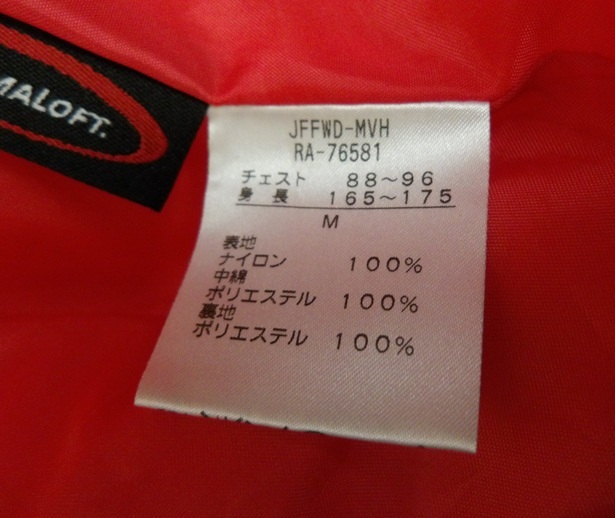 MALOFT.
JFFWD-MVH
RA-76581
チェスト 88~96
身長 165~175
M
表地
ナイロン 100%
中綿
ポリエステル 100%
裏地
ポリエステル 100%